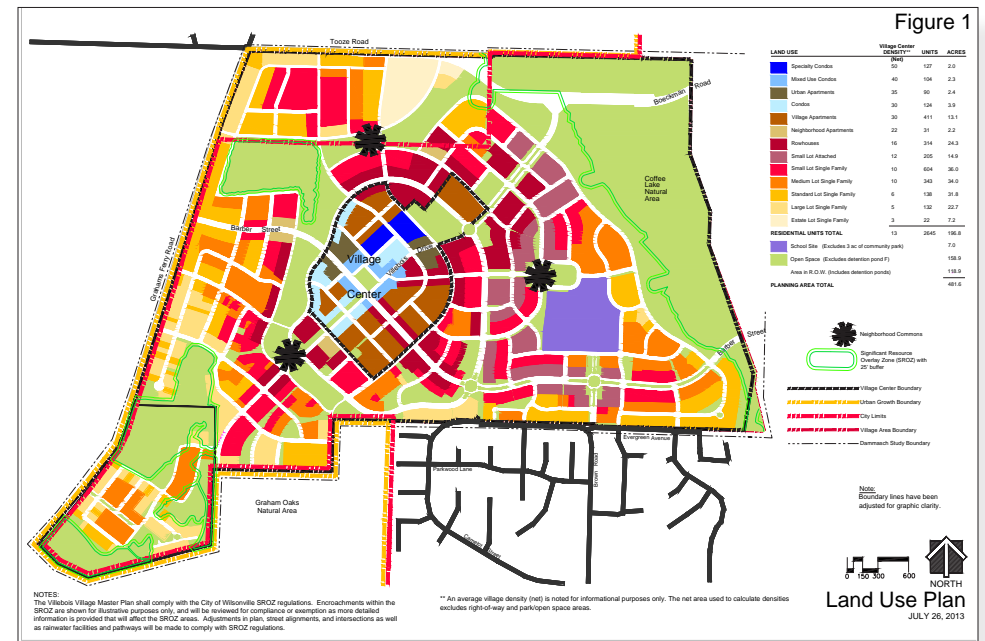 Figure 1
Tooze Road
Boeckman Road
Coffee
Lake
Natural
Area
Barber Street
Grahams Ferry Road
Village
Villebois Drive
Center
Barber Street
Evergreen Avenue
Parkwood Lane
Brown Road
Graham Oaks
Natural Area
LAND USE
Village Center
DENSITY**
(Net)
UNITS
ACRES
Specialty Condos 50 127 2.0
Mixed Use Condos 40 104 2.3
Urban Apartments 35 90 2.4
Condos 30 124 3.9
Village Apartments 30 411 13.1
Neighborhood Apartments 22 31 2.2
Rowhouses 16 314 24.3
Small Lot Attached 12 205 14.9
Small Lot Single Family 10 604 36.0
Medium Lot Single Family 10 343 34.0
Standard Lot Single Family 6 138 31.8
Large Lot Single Family 5 132 22.7
Estate Lot Single Family 3 22 7.2
RESIDENTIAL UNITS TOTAL 13 2645 196.8
School Site (Excludes 3 ac of community park) 7.0
Open Space (Excludes detention pond F) 158.9
Area in R.O.W. (Includes detention ponds) 118.9
PLANNING AREA TOTAL 481.6
Neighborhood Commons
Significant Resource
Overlay Zone (SROZ) with
25' buffer
Village Center Boundary
Urban Growth Boundary
City Limits
Village Area Boundary
Dammasch Study Boundary
Note:
Boundary lines have been
adjusted for graphic clarity.
0 150 300 600
NORTH
Land Use Plan
JULY 26, 2013
NOTES:
The Villebois Village Master Plan shall comply with the City of Wilsonville SROZ regulations. Encroachments within the
SROZ are shown for illustrative purposes only, and will be reviewed for compliance or exemption as more detailed
information is provided that will affect the SROZ areas. Adjustments in plan, street alignments, and intersections as well
as rainwater facilities and pathways will be made to comply with SROZ regulations.
** An average village density (net) is noted for informational purposes only. The net area used to calculate densities
excludes right-of-way and park/open space areas.